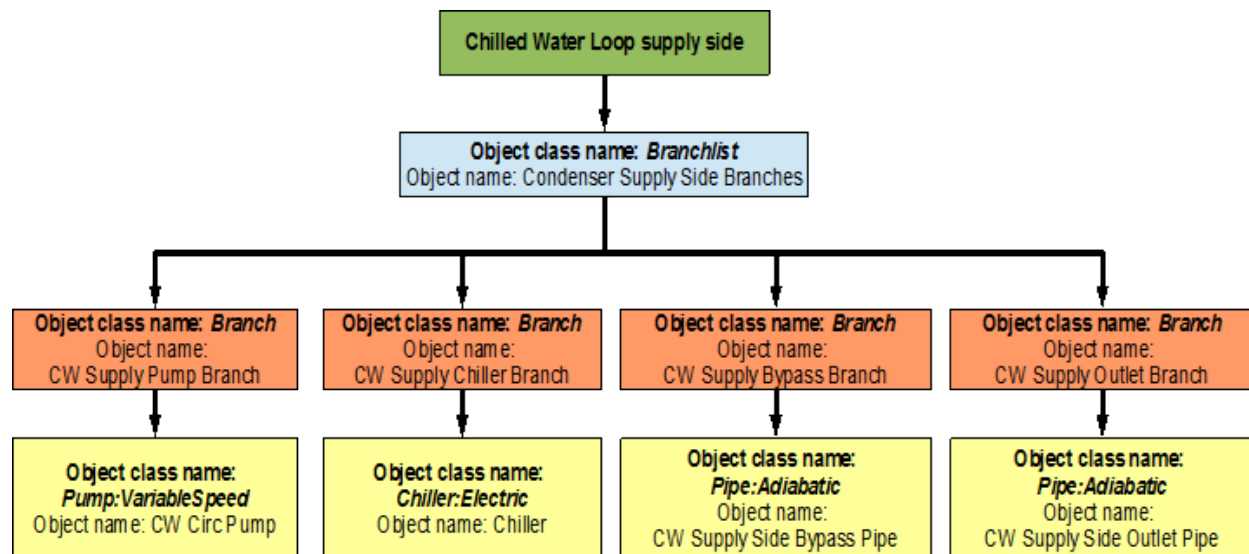 Chilled Water Loop supply side
Object class name: Branchlist
Object name: Condenser Supply Side Branches
Object class name: Branch
Object name:
CW Supply Pump Branch
Object class name: Branch
Object name:
CW Supply Chiller Branch
Object class name: Branch
Object name:
CW Supply Bypass Branch
Object class name: Branch
Object name:
CW Supply Outlet Branch
Object class name:
Pump:VariableSpeed
Object name: CW Circ Pump
Object class name:
Chiller:Electric
Object name: Chiller
Object class name:
Pipe:Adiabatic
Object name:
CW Supply Side Bypass Pipe
Object class name:
Pipe:Adiabatic
Object name:
CW Supply Side Outlet Pipe